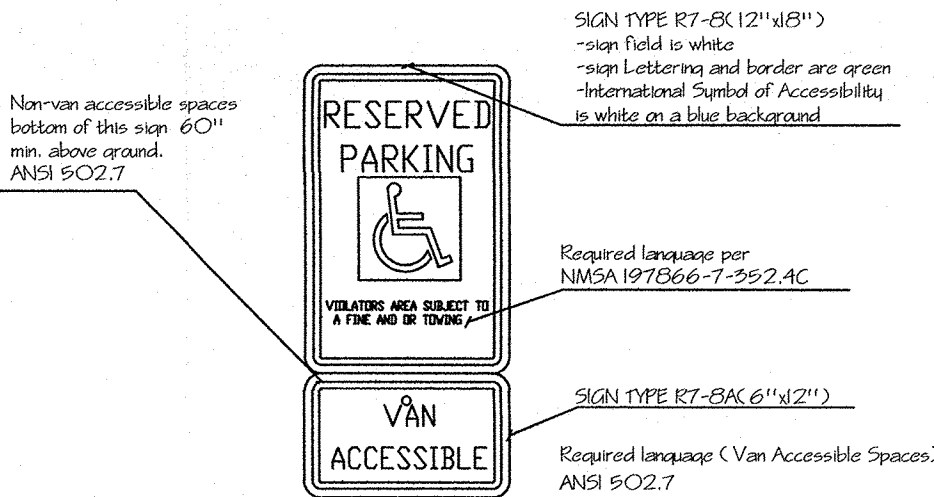 SIGN TYPE R7-8(12"x18")
-sign field is white
-sign Lettering and border are green
-International Symbol of Accessibility
is white on a blue background
Non-van accessible spaces
bottom of this sign 60"
min. above ground.
ANSI 502.7
RESERVED
PARKING
Required language per
NMSA 197866-7-352.4C
VIOLATORS AREA SUBJECT TO
A FINE AND OR TOWING
SIGN TYPE R7-8A(6"x12")
VAN
ACCESSIBLE
Required language (Van Accessible Spaces)
ANSI 502.7